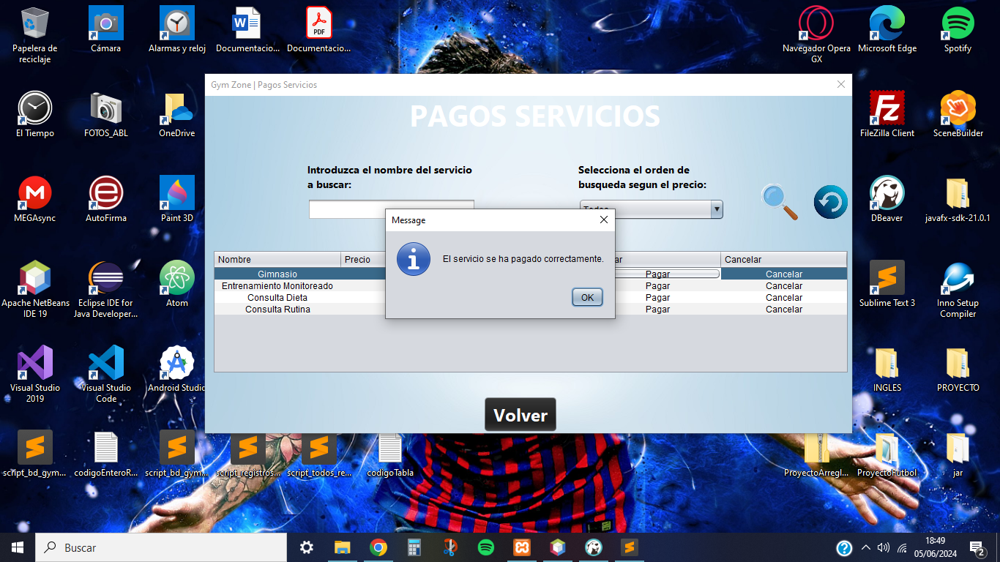 Papelera de
reciclaje
Cámara
Alarmas y reloj
Documentacio...
PDF
Documentacio...
Navegador Opera
GX
Microsoft Edge
Spotify
El Tiempo
FOTOS_ABL
OneDrive
FileZilla Client
SceneBuilder
MEGAsync
AutoFirma
Paint 3D
DBeaver
javafx-sdk-21.0.1
Apache NetBeans
IDE 19
Eclipse IDE for
Java Developer...
Atom
Sublime Text 3
Inno Setup
Compiler
Visual Studio
2019
Visual Studio
Code
Android Studio
INGLES
PROYECTO
script_bd_gym...
codigoEnteroR...
script_bd_gym...
script_registros...
script_todos_re...
codigoTabla
ProyectoArregl...
ProyectoFutbol
jar
Gym Zone | Pagos Servicios
PAGOS SERVICIOS
Introduzca el nombre del servicio
a buscar:
Selecciona el orden de
busqueda segun el precio:
Todos
Nombre Precio ar Cancelar
Gimnasio Pagar Cancelar
Entrenamiento Monitoreado Pagar Cancelar
Consulta Dieta Pagar Cancelar
Consulta Rutina Pagar Cancelar
Message
El servicio se ha pagado correctamente.
OK
Volver
Buscar
18:49
05/06/2024
2